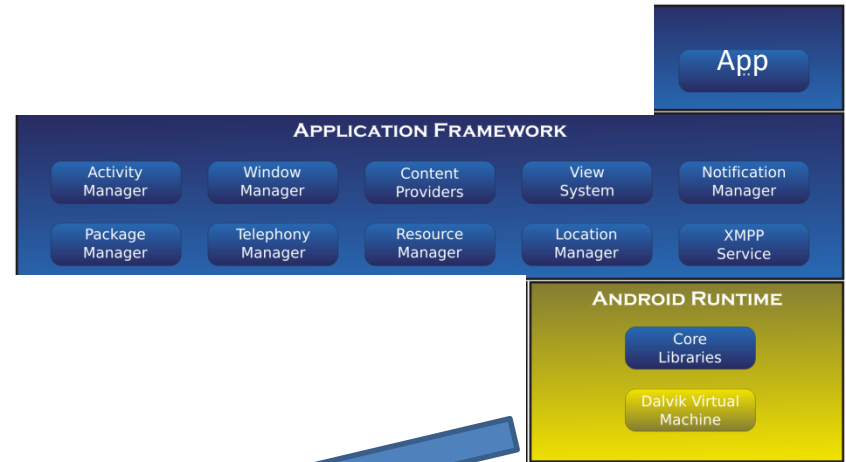 App
APPLICATION FRAMEWORK
Activity
Manager
Window
Manager
Content
Providers
View
System
Notification
Manager
Package
Manager
Telephony
Manager
Resource
Manager
Location
Manager
XMPP
Service
ANDROID RUNTIME
Core
Libraries
Dalvik Virtual
Machine